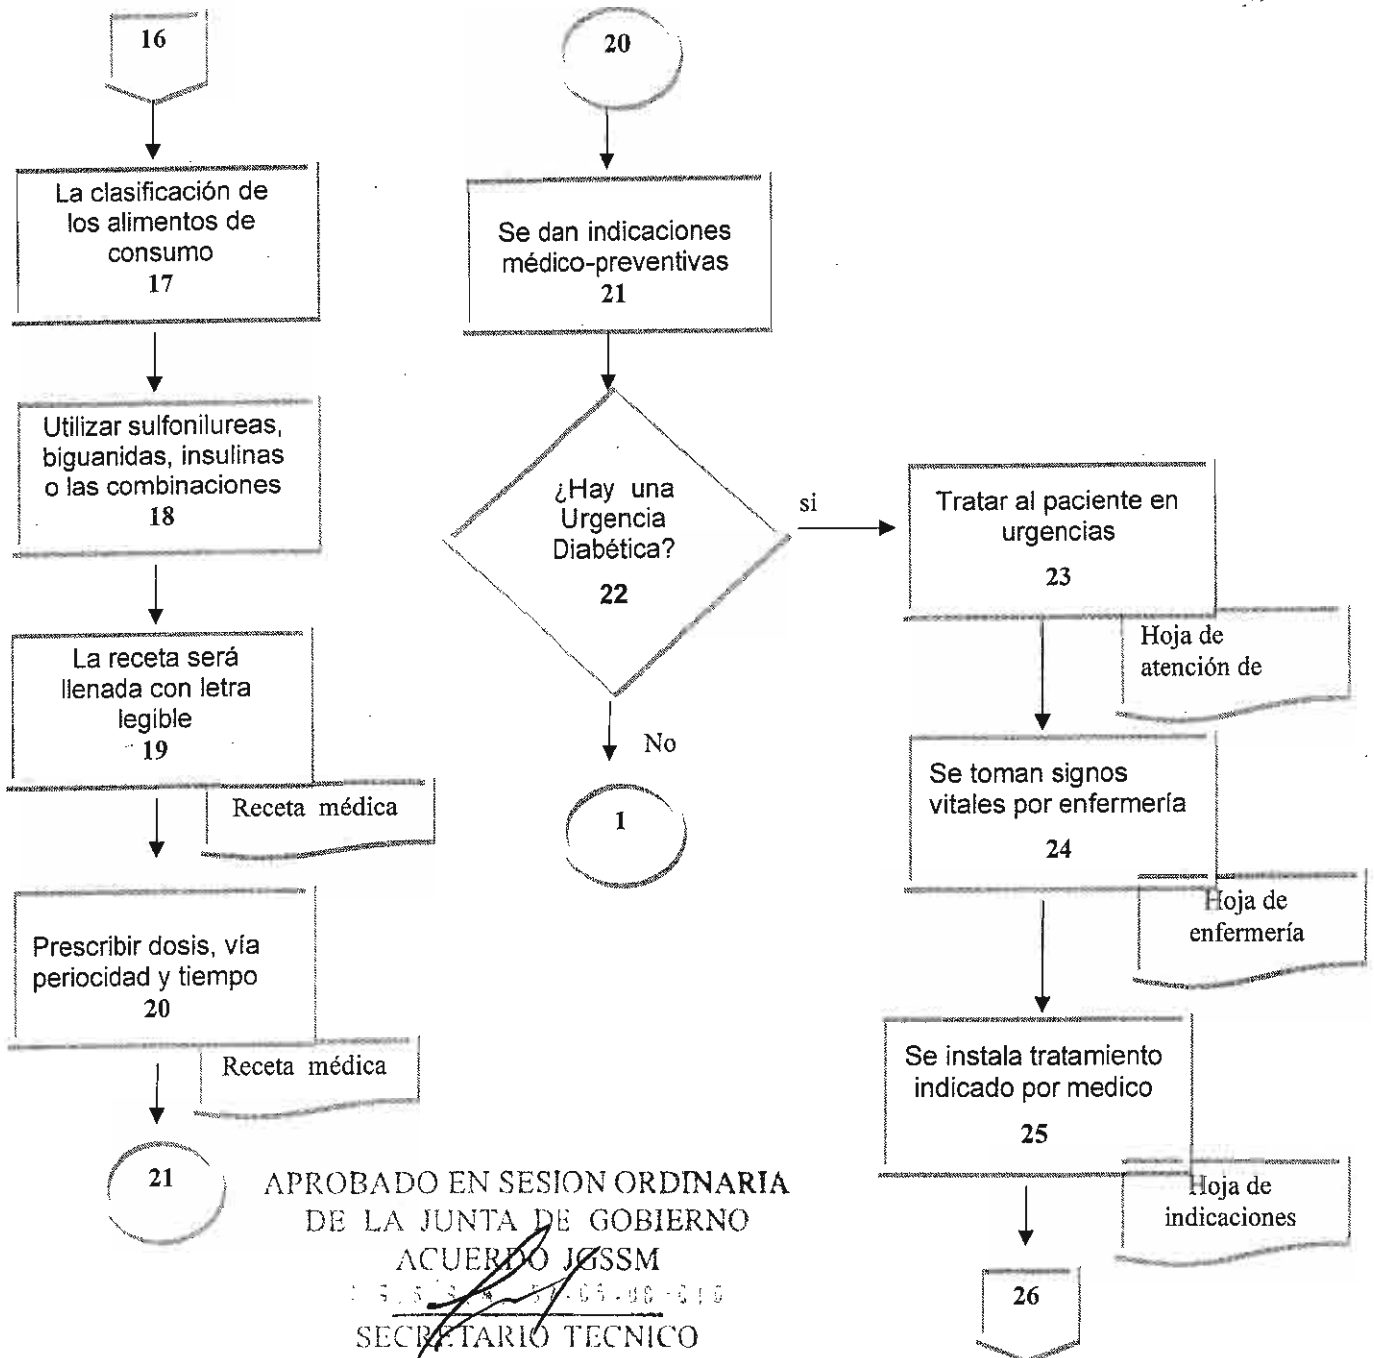 16
La clasificación de
los alimentos de
consumo
17
Utilizar sulfonilureas,
biguanidas, insulinas
o las combinaciones
18
La receta será
llenada con letra
legible
19
Receta médica
Prescribir dosis, vía
periocidad y tiempo
20
Receta médica
21
20
Se dan indicaciones
médico-preventivas
21
¿Hay una
Urgencia
Diabética?
22
si
No
1
Tratar al paciente en
urgencias
23
Hoja de
atención de
Se toman signos
vitales por enfermería
24
Hoja de
enfermería
Se instala tratamiento
indicado por medico
25
Hoja de
indicaciones
26
APROBADO EN SESION ORDINARIA
DE LA JUNTA DE GOBIERNO
ACUERDO JGSSM
SECRETARIO TECNICO